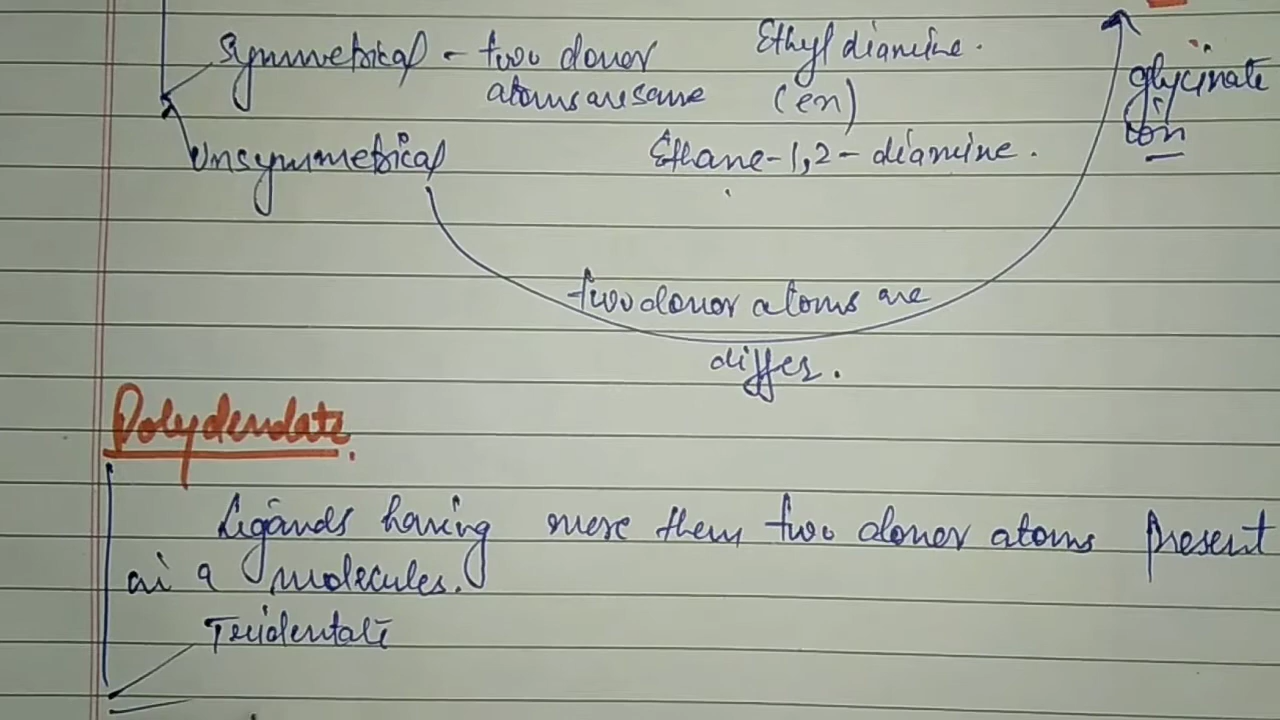 Symmetrical - two donor Ethyl diamine.
atoms are same (en)
glycinate
ion
Unsymmetrical Ethane-1,2-diamine.
two donor atoms are
differ.
Polydendate.
Ligands having more them two donor atoms Present
in a molecules.
Tridentate